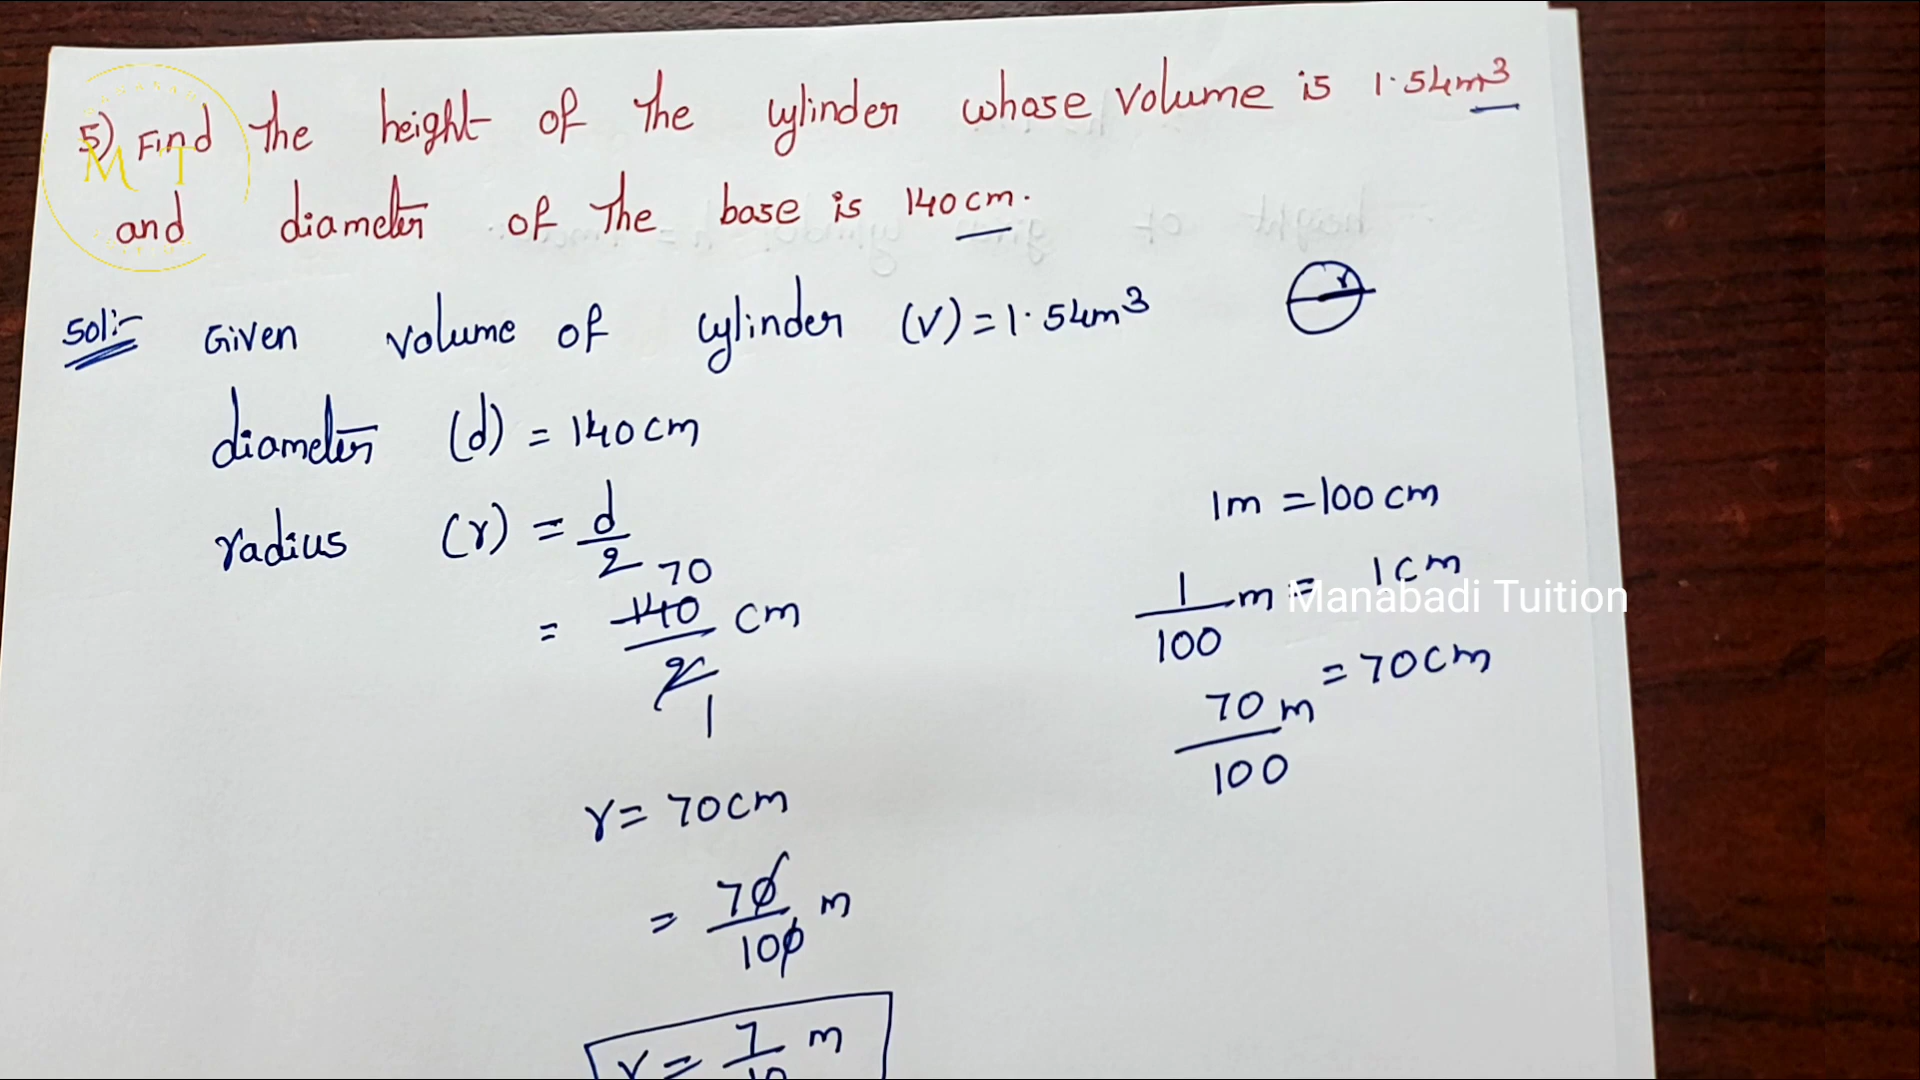 5) Find the height of the cylinder whose volume is 1.54m³
and diameter of the base is 140cm.
MT
Sol:- Given volume of cylinder (V) = 1.54m³
r
diameter (d) = 140cm
radius (r) = d/2
= 140/2 cm
70
1
r = 70cm
= 70/100 m
r = 7/10 m
1m = 100cm
1/100 m = 1cm
70/100 m = 70cm
Manabadi Tuition